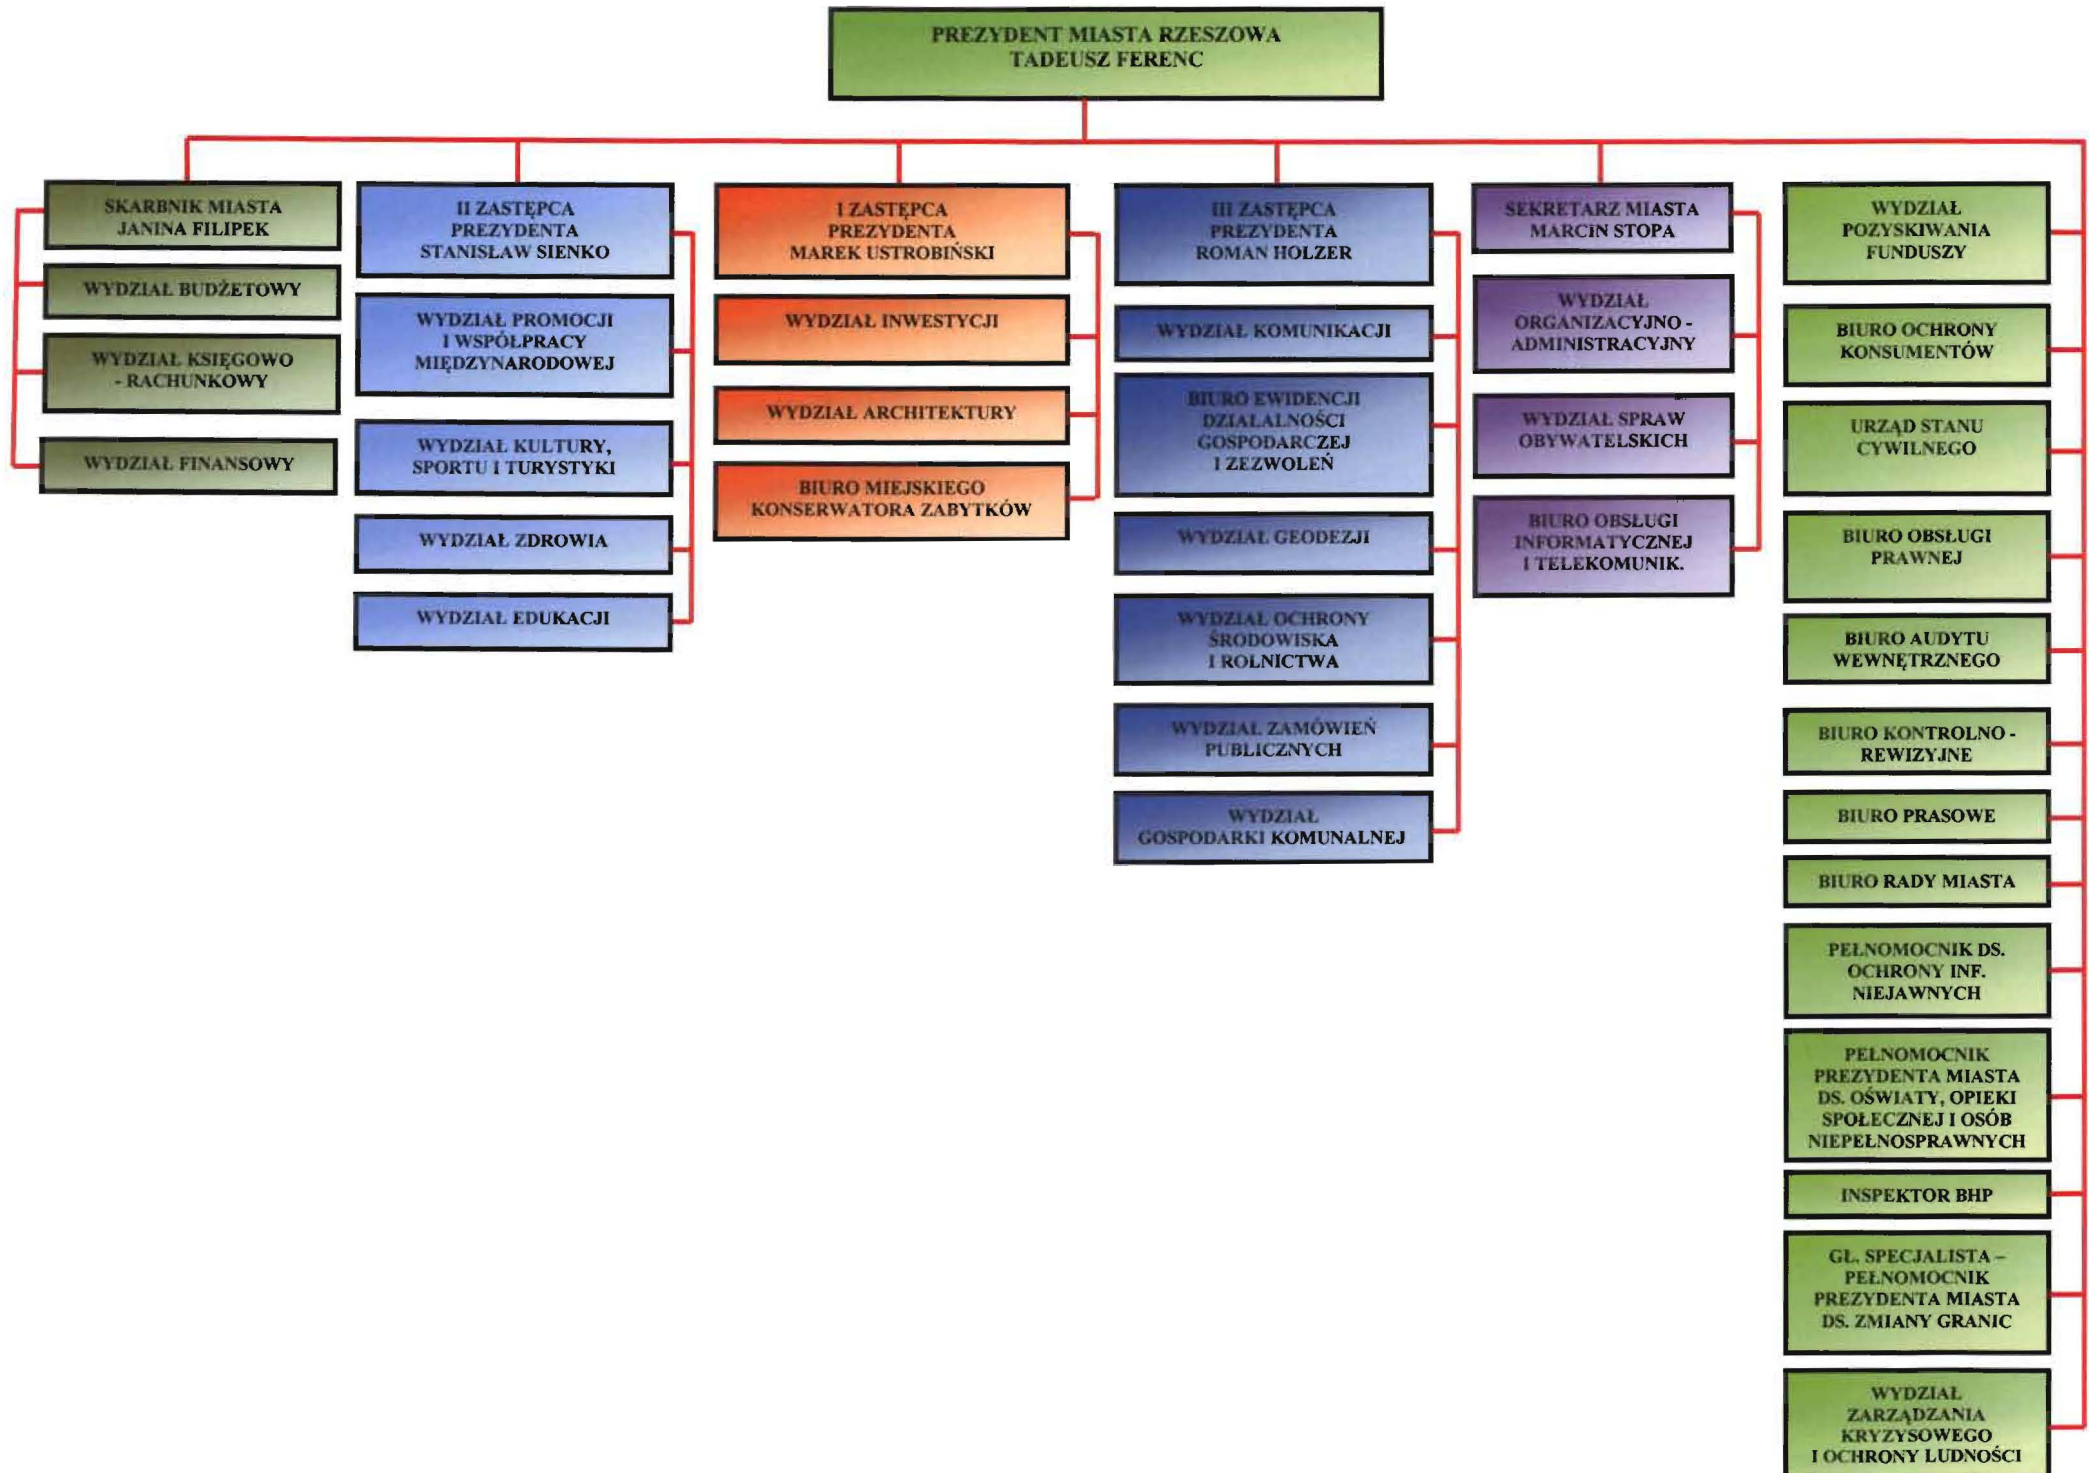 PREZYDENT MIASTA RZESZOWA
TADEUSZ FERENC
SKARBNIK MIASTA
JANINA FILIPEK
WYDZIAŁ BUDŻETOWY
WYDZIAŁ KSIĘGOWO
- RACHUNKOWY
WYDZIAŁ FINANSOWY
II ZASTĘPCA
PREZYDENTA
STANISŁAW SIENKO
WYDZIAŁ PROMOCJI
I WSPÓŁPRACY
MIĘDZYNARODOWEJ
WYDZIAŁ KULTURY,
SPORTU I TURYSTYKI
WYDZIAŁ ZDROWIA
WYDZIAŁ EDUKACJI
I ZASTĘPCA
PREZYDENTA
MAREK USTROBIŃSKI
WYDZIAŁ INWESTYCJI
WYDZIAŁ ARCHITEKTURY
BIURO MIEJSKIEGO
KONSERWATORA ZABYTKÓW
III ZASTĘPCA
PREZYDENTA
ROMAN HOLZER
WYDZIAŁ KOMUNIKACJI
BIURO EWIDENCJI
DZIAŁALNOŚCI
GOSPODARCZEJ
I ZEZWOLEŃ
WYDZIAŁ GEODEZJI
WYDZIAŁ OCHRONY
ŚRODOWISKA
I ROLNICTWA
WYDZIAŁ ZAMÓWIEŃ
PUBLICZNYCH
WYDZIAŁ
GOSPODARKI KOMUNALNEJ
SEKRETARZ MIASTA
MARCIN STOPA
WYDZIAŁ
ORGANIZACYJNO -
ADMINISTRACYJNY
WYDZIAŁ SPRAW
OBYWATELSKICH
BIURO OBSŁUGI
INFORMATYCZNEJ
I TELEKOMUNIK.
WYDZIAŁ
POZYSKIWANIA
FUNDUSZY
BIURO OCHRONY
KONSUMENTÓW
URZĄD STANU
CYWILNEGO
BIURO OBSŁUGI
PRAWNEJ
BIURO AUDYTU
WEWNĘTRZNEGO
BIURO KONTROLNO -
REWIZYJNE
BIURO PRASOWE
BIURO RADY MIASTA
PEŁNOMOCNIK DS.
OCHRONY INF.
NIEJAWNYCH
PEŁNOMOCNIK
PREZYDENTA MIASTA
DS. OŚWIATY, OPIEKI
SPOŁECZNEJ I OSÓB
NIEPEŁNOSPRAWNYCH
INSPEKTOR BHP
GŁ. SPECJALISTA –
PEŁNOMOCNIK
PREZYDENTA MIASTA
DS. ZMIANY GRANIC
WYDZIAŁ
ZARZĄDZANIA
KRYZYSOWEGO
I OCHRONY LUDNOŚCI